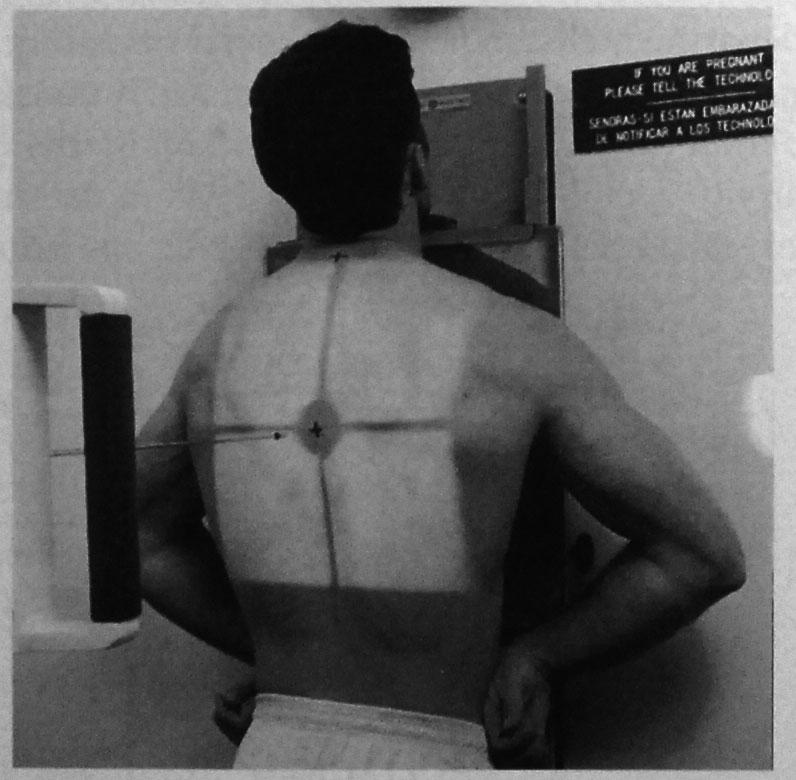 IF YOU ARE PREGNANT
PLEASE TELL THE TECHNOLO
SENORAS-SI ESTAN EMBARAZADA
DE NOTIFICAR A LOS TECHNOLO